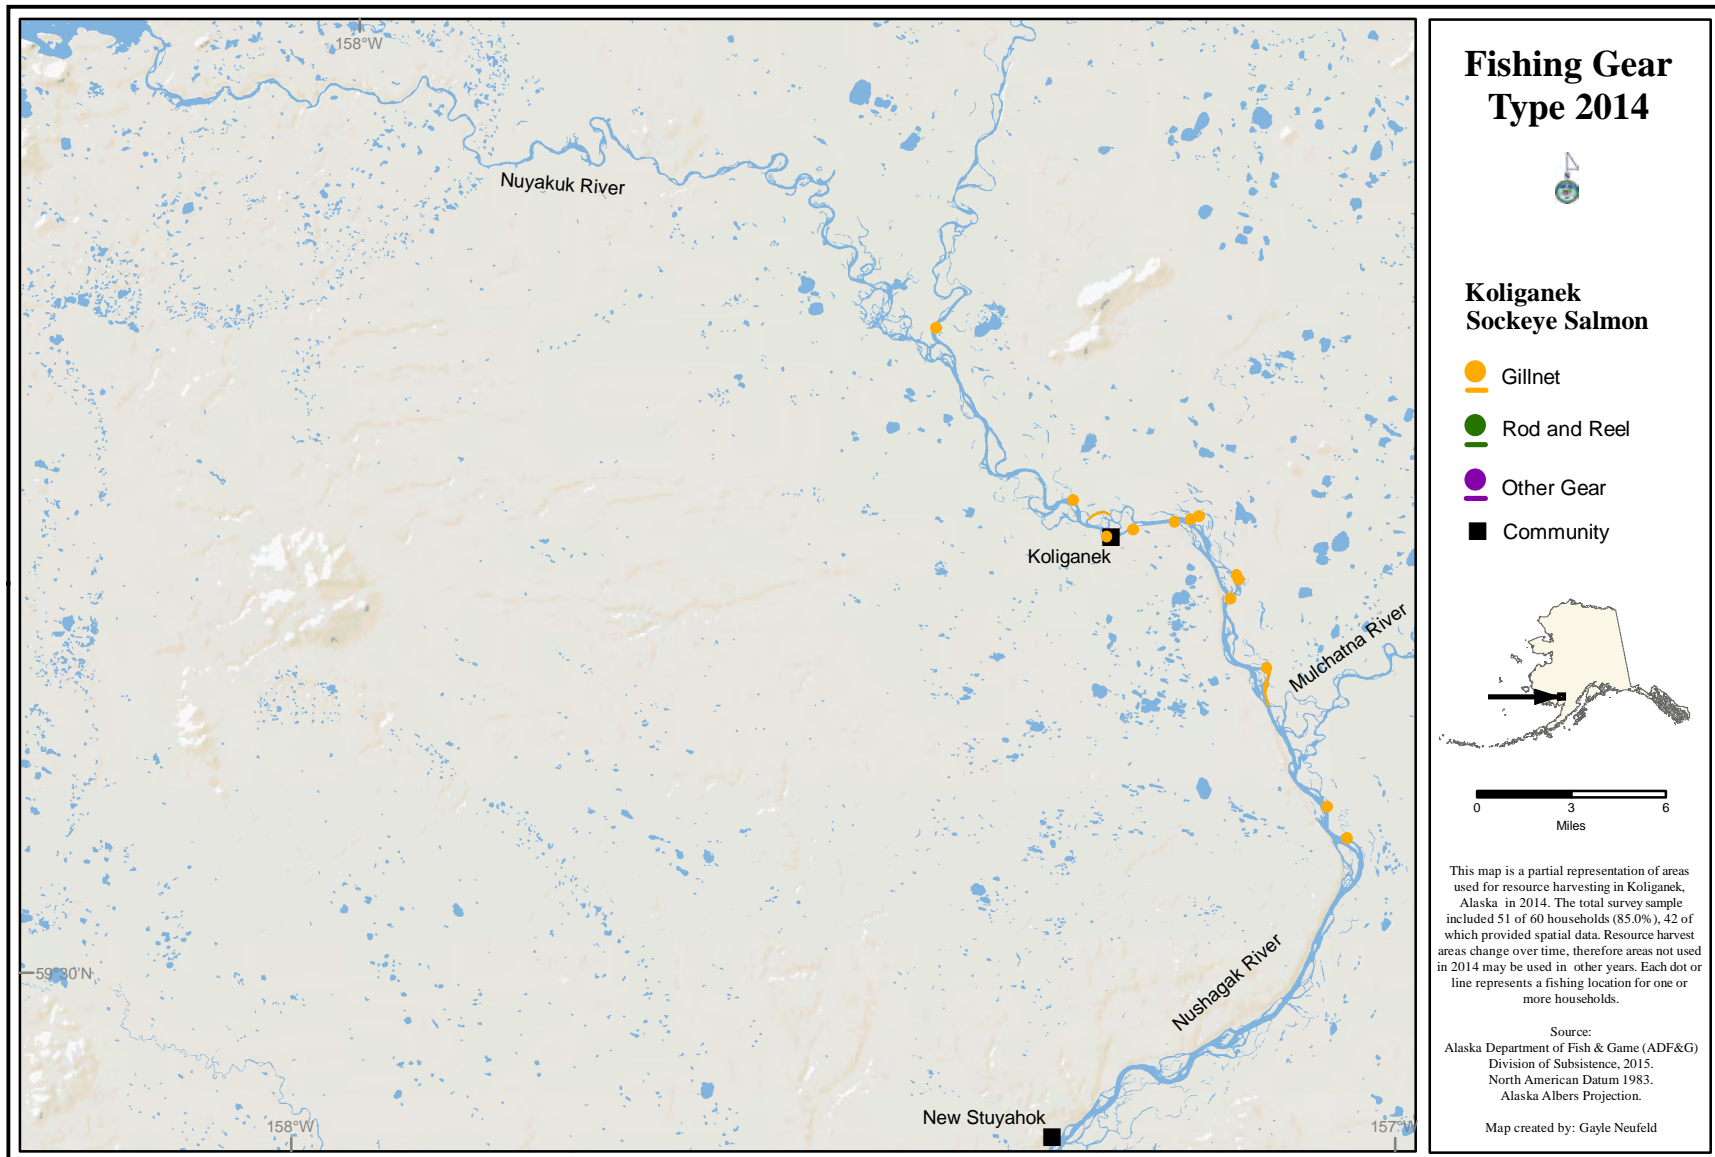 158°W
Nuyakuk River
Koliganek
Mulchatna River
59°30'N
Nushagak River
New Stuyahok
158°W
157°W
Fishing Gear
Type 2014
Koliganek
Sockeye Salmon
Gillnet
Rod and Reel
Other Gear
Community
0 3 6
Miles
This map is a partial representation of areas
used for resource harvesting in Koliganek,
Alaska in 2014. The total survey sample
included 51 of 60 households (85.0%), 42 of
which provided spatial data. Resource harvest
areas change over time, therefore areas not used
in 2014 may be used in other years. Each dot or
line represents a fishing location for one or
more households.
Source:
Alaska Department of Fish & Game (ADF&G)
Division of Subsistence, 2015.
North American Datum 1983.
Alaska Albers Projection.
Map created by: Gayle Neufeld